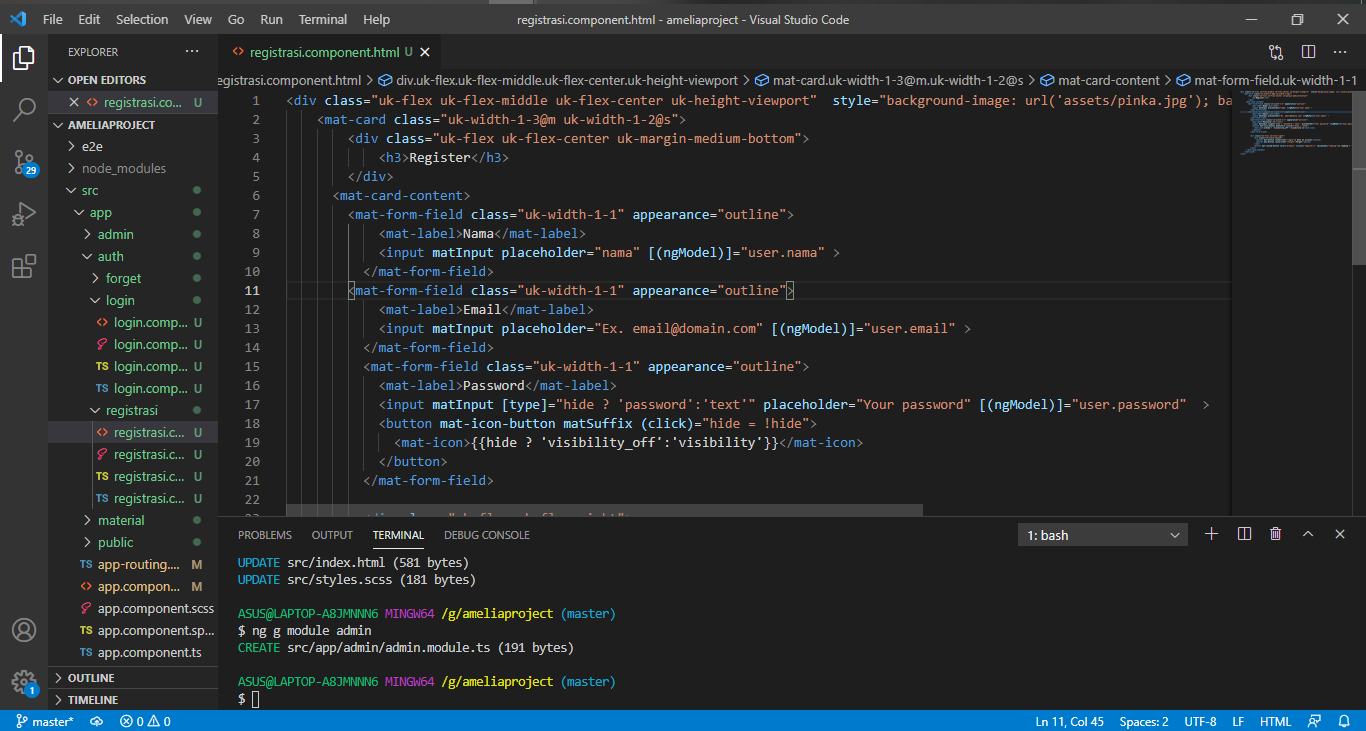 File Edit Selection View Go Run Terminal Help
registrasi.component.html - ameliaproject - Visual Studio Code
EXPLORER
OPEN EDITORS
registrasi.co... U
AMELIAPROJECT
e2e
node_modules
src
app
admin
auth
forget
login
login.comp... U
login.comp... U
TS login.comp... U
TS login.comp... U
registrasi
registrasi.c... U
registrasi.c... U
TS registrasi.c... U
TS registrasi.c... U
material
public
TS app-routing.... M
app.compon... M
app.component.scss
TS app.component.sp...
TS app.component.ts
OUTLINE
TIMELINE
29
1
registrasi.component.html U
egistrasi.component.html > div.uk-flex.uk-flex-middle.uk-flex-center.uk-height-viewport > mat-card.uk-width-1-3@m.uk-width-1-2@s > mat-card-content > mat-form-field.uk-width-1-1
1 <div class="uk-flex uk-flex-middle uk-flex-center uk-height-viewport"  style="background-image: url('assets/pinka.jpg'); ba
2 <mat-card class="uk-width-1-3@m uk-width-1-2@s">
3 <div class="uk-flex uk-flex-center uk-margin-medium-bottom">
4 <h3>Register</h3>
5 </div>
6 <mat-card-content>
7 <mat-form-field class="uk-width-1-1" appearance="outline">
8 <mat-label>Nama</mat-label>
9 <input matInput placeholder="nama" [(ngModel)]="user.nama" >
10 </mat-form-field>
11 <mat-form-field class="uk-width-1-1" appearance="outline">
12 <mat-label>Email</mat-label>
13 <input matInput placeholder="Ex. email@domain.com" [(ngModel)]="user.email" >
14 </mat-form-field>
15 <mat-form-field class="uk-width-1-1" appearance="outline">
16 <mat-label>Password</mat-label>
17 <input matInput [type]="hide ? 'password':'text'" placeholder="Your password" [(ngModel)]="user.password"  >
18 <button mat-icon-button matSuffix (click)="hide = !hide">
19 <mat-icon>{{hide ? 'visibility_off':'visibility'}}</mat-icon>
20 </button>
21 </mat-form-field>
22
PROBLEMS OUTPUT TERMINAL DEBUG CONSOLE
1: bash
UPDATE src/index.html (581 bytes)
UPDATE src/styles.scss (181 bytes)
ASUS@LAPTOP-A8JMNNN6 MINGW64 /g/ameliaproject (master)
$ ng g module admin
CREATE src/app/admin/admin.module.ts (191 bytes)
ASUS@LAPTOP-A8JMNNN6 MINGW64 /g/ameliaproject (master)
$
master* 0 0 Ln 11, Col 45 Spaces: 2 UTF-8 LF HTML